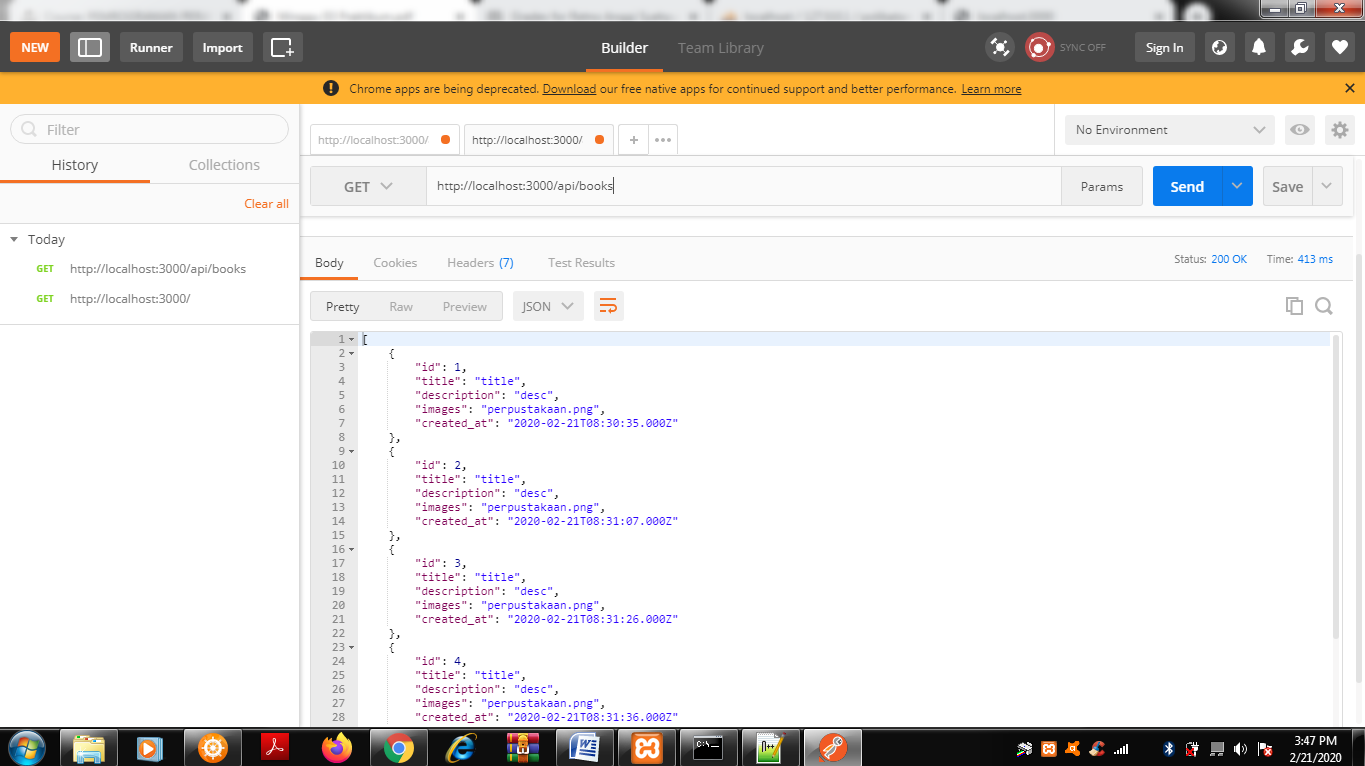 NEW Runner Import Builder Team Library SYNC OFF Sign In
Chrome apps are being deprecated. Download our free native apps for continued support and better performance. Learn more
Filter
History Collections
Clear all
Today
GET http://localhost:3000/api/books
GET http://localhost:3000/
http://localhost:3000/ http://localhost:3000/ + ••• No Environment
GET http://localhost:3000/api/books Params Send Save
Body Cookies Headers (7) Test Results Status: 200 OK Time: 413 ms
Pretty Raw Preview JSON
1 [
2 {
3 "id": 1,
4 "title": "title",
5 "description": "desc",
6 "images": "perpustakaan.png",
7 "created_at": "2020-02-21T08:30:35.000Z"
8 },
9 {
10 "id": 2,
11 "title": "title",
12 "description": "desc",
13 "images": "perpustakaan.png",
14 "created_at": "2020-02-21T08:31:07.000Z"
15 },
16 {
17 "id": 3,
18 "title": "title",
19 "description": "desc",
20 "images": "perpustakaan.png",
21 "created_at": "2020-02-21T08:31:26.000Z"
22 },
23 {
24 "id": 4,
25 "title": "title",
26 "description": "desc",
27 "images": "perpustakaan.png",
28 "created_at": "2020-02-21T08:31:36.000Z"
3:47 PM
2/21/2020